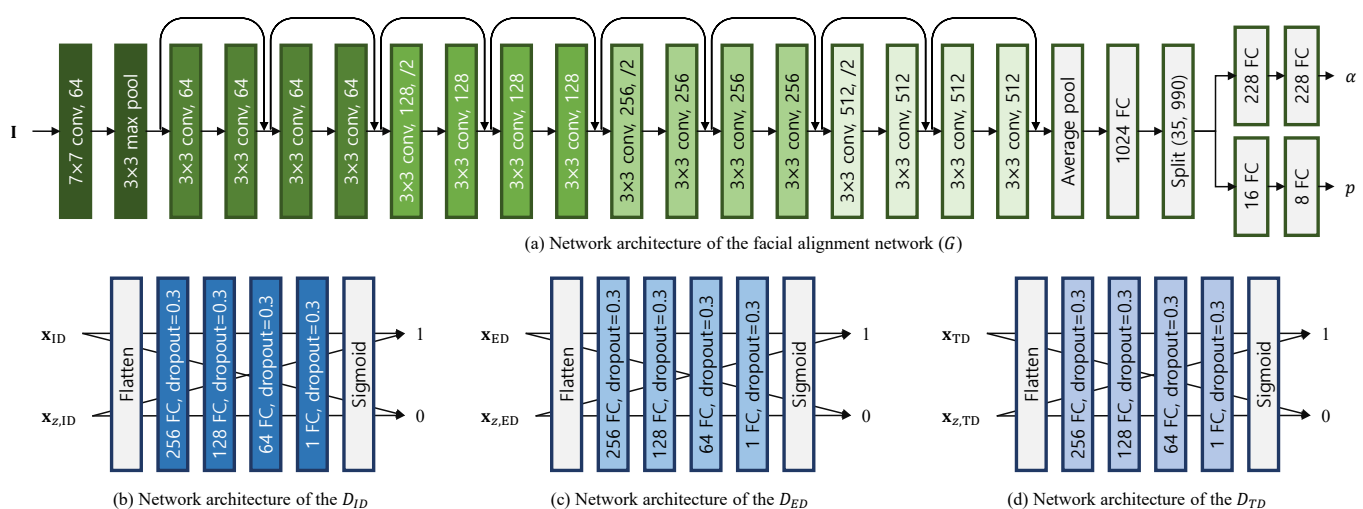 I
7×7 conv, 64
3×3 max pool
3×3 conv, 64
3×3 conv, 64
3×3 conv, 64
3×3 conv, 64
3×3 conv, 128, /2
3×3 conv, 128
3×3 conv, 128
3×3 conv, 128
3×3 conv, 256, /2
3×3 conv, 256
3×3 conv, 256
3×3 conv, 256
3×3 conv, 512, /2
3×3 conv, 512
3×3 conv, 512
3×3 conv, 512
Average pool
1024 FC
Split (35, 990)
228 FC
228 FC
α
16 FC
8 FC
p
(a) Network architecture of the facial alignment network (G)
x_ID
x_z,ID
Flatten
256 FC, dropout=0.3
128 FC, dropout=0.3
64 FC, dropout=0.3
1 FC, dropout=0.3
Sigmoid
1
0
(b) Network architecture of the D_ID
x_ED
x_z,ED
Flatten
256 FC, dropout=0.3
128 FC, dropout=0.3
64 FC, dropout=0.3
1 FC, dropout=0.3
Sigmoid
1
0
(c) Network architecture of the D_ED
x_TD
x_z,TD
Flatten
256 FC, dropout=0.3
128 FC, dropout=0.3
64 FC, dropout=0.3
1 FC, dropout=0.3
Sigmoid
1
0
(d) Network architecture of the D_TD